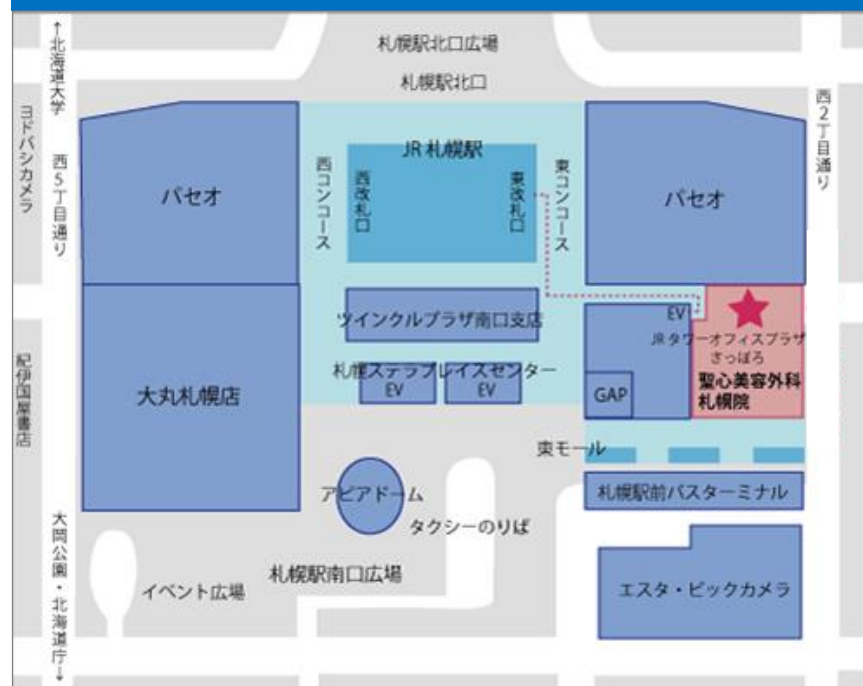 札幌駅北口広場
札幌駅北口
↑北海道大学
ヨドバシカメラ
西5丁目通り
西2丁目通り
パセオ
西コンコース
西改札口
JR札幌駅
東改札口
東コンコース
パセオ
ツインクルプラザ南口支店
EV
JRタワーオフィスプラザ
さっぽろ
聖心美容外科
札幌院
紀伊国屋書店
大丸札幌店
札幌ステラプレイスセンター
EV
EV
GAP
東モール
アピアドーム
タクシーのりば
札幌駅前バスターミナル
大岡公園・北海道庁↓
イベント広場
札幌駅南口広場
エスタ・ビックカメラ